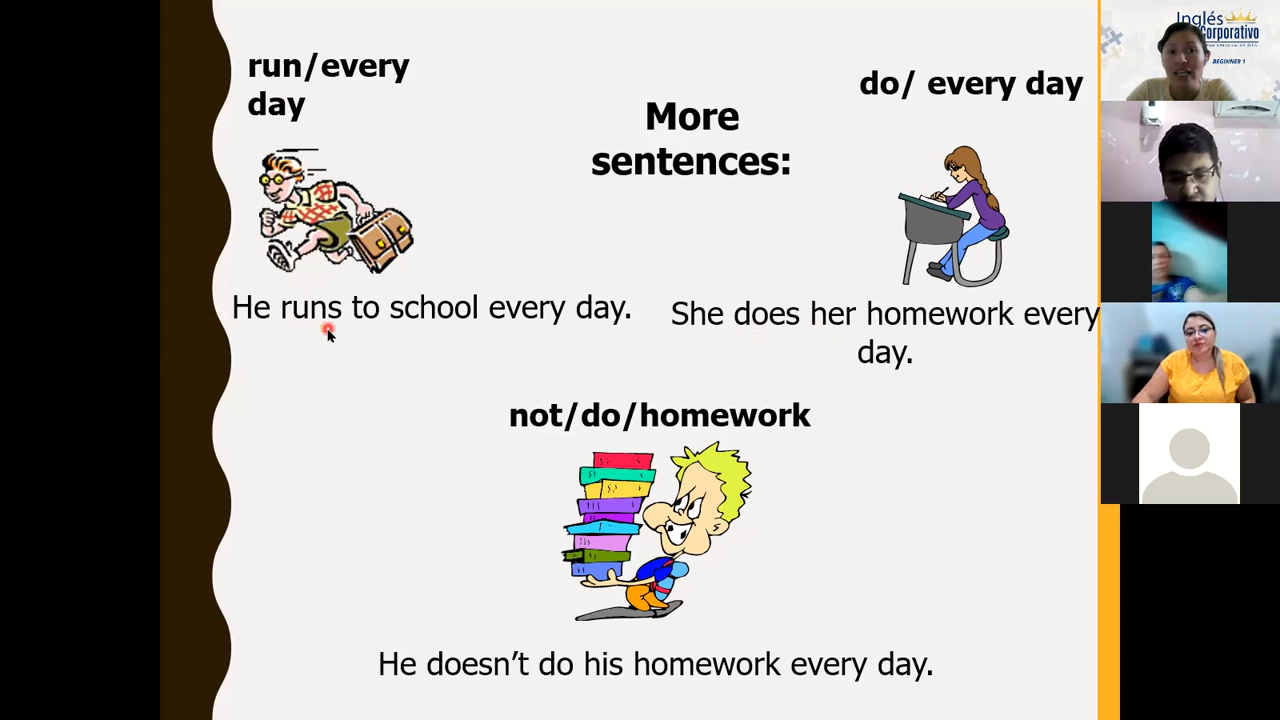 run/every
day
More
sentences:
do/ every day
He runs to school every day.
She does her homework every
day.
not/do/homework
He doesn't do his homework every day.
Inglés
Corporativo
BEGINNER 1